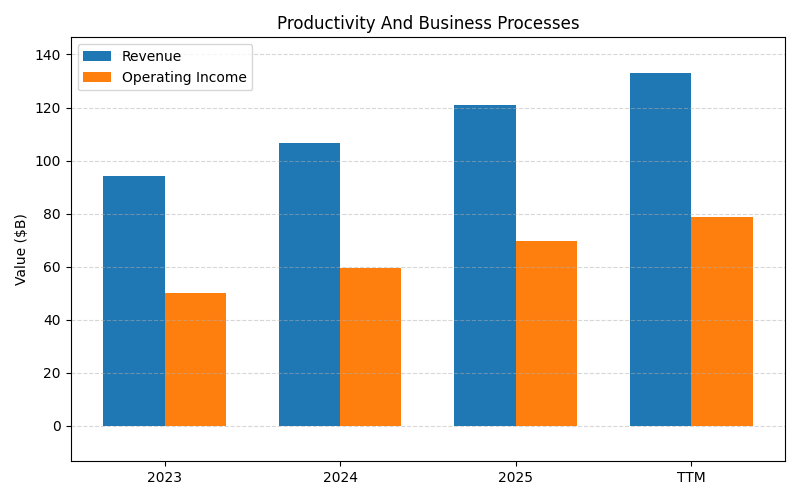 Productivity And Business Processes
Revenue
Operating Income
Value ($B)
140
120
100
80
60
40
20
0
2023
2024
2025
TTM